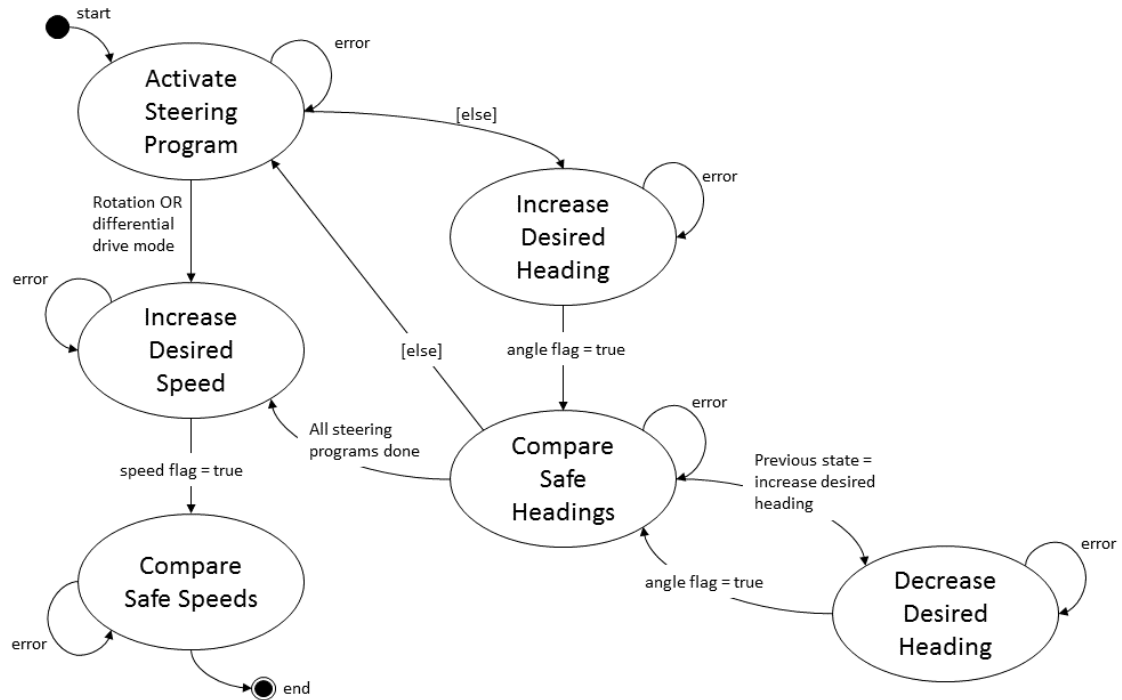 start
error
Activate
Steering
Program
[else]
error
Rotation OR
differential
drive mode
Increase
Desired
Heading
error
Increase
Desired
Speed
angle flag = true
[else]
error
All steering
programs done
Compare
Safe
Headings
Previous state =
increase desired
heading
speed flag = true
error
Compare
Safe Speeds
angle flag = true
Decrease
Desired
Heading
error
end